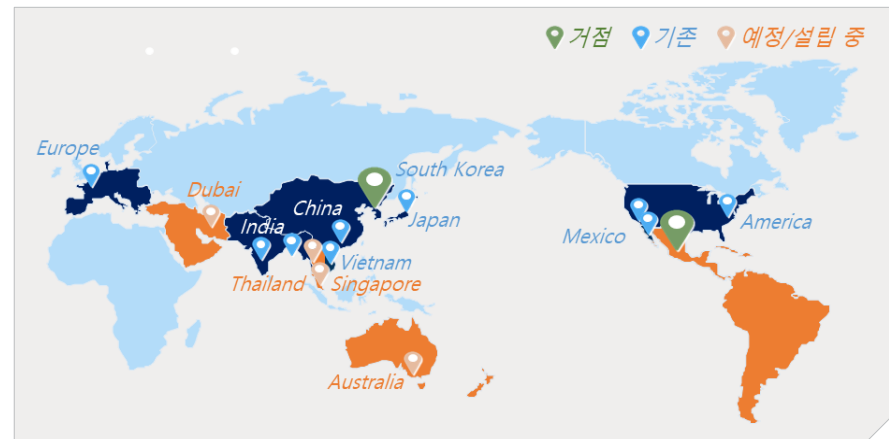 거점 기존 예정/설립 중
Europe
South Korea
Dubai
China
India
Japan
America
Mexico
Vietnam
Thailand Singapore
Australia